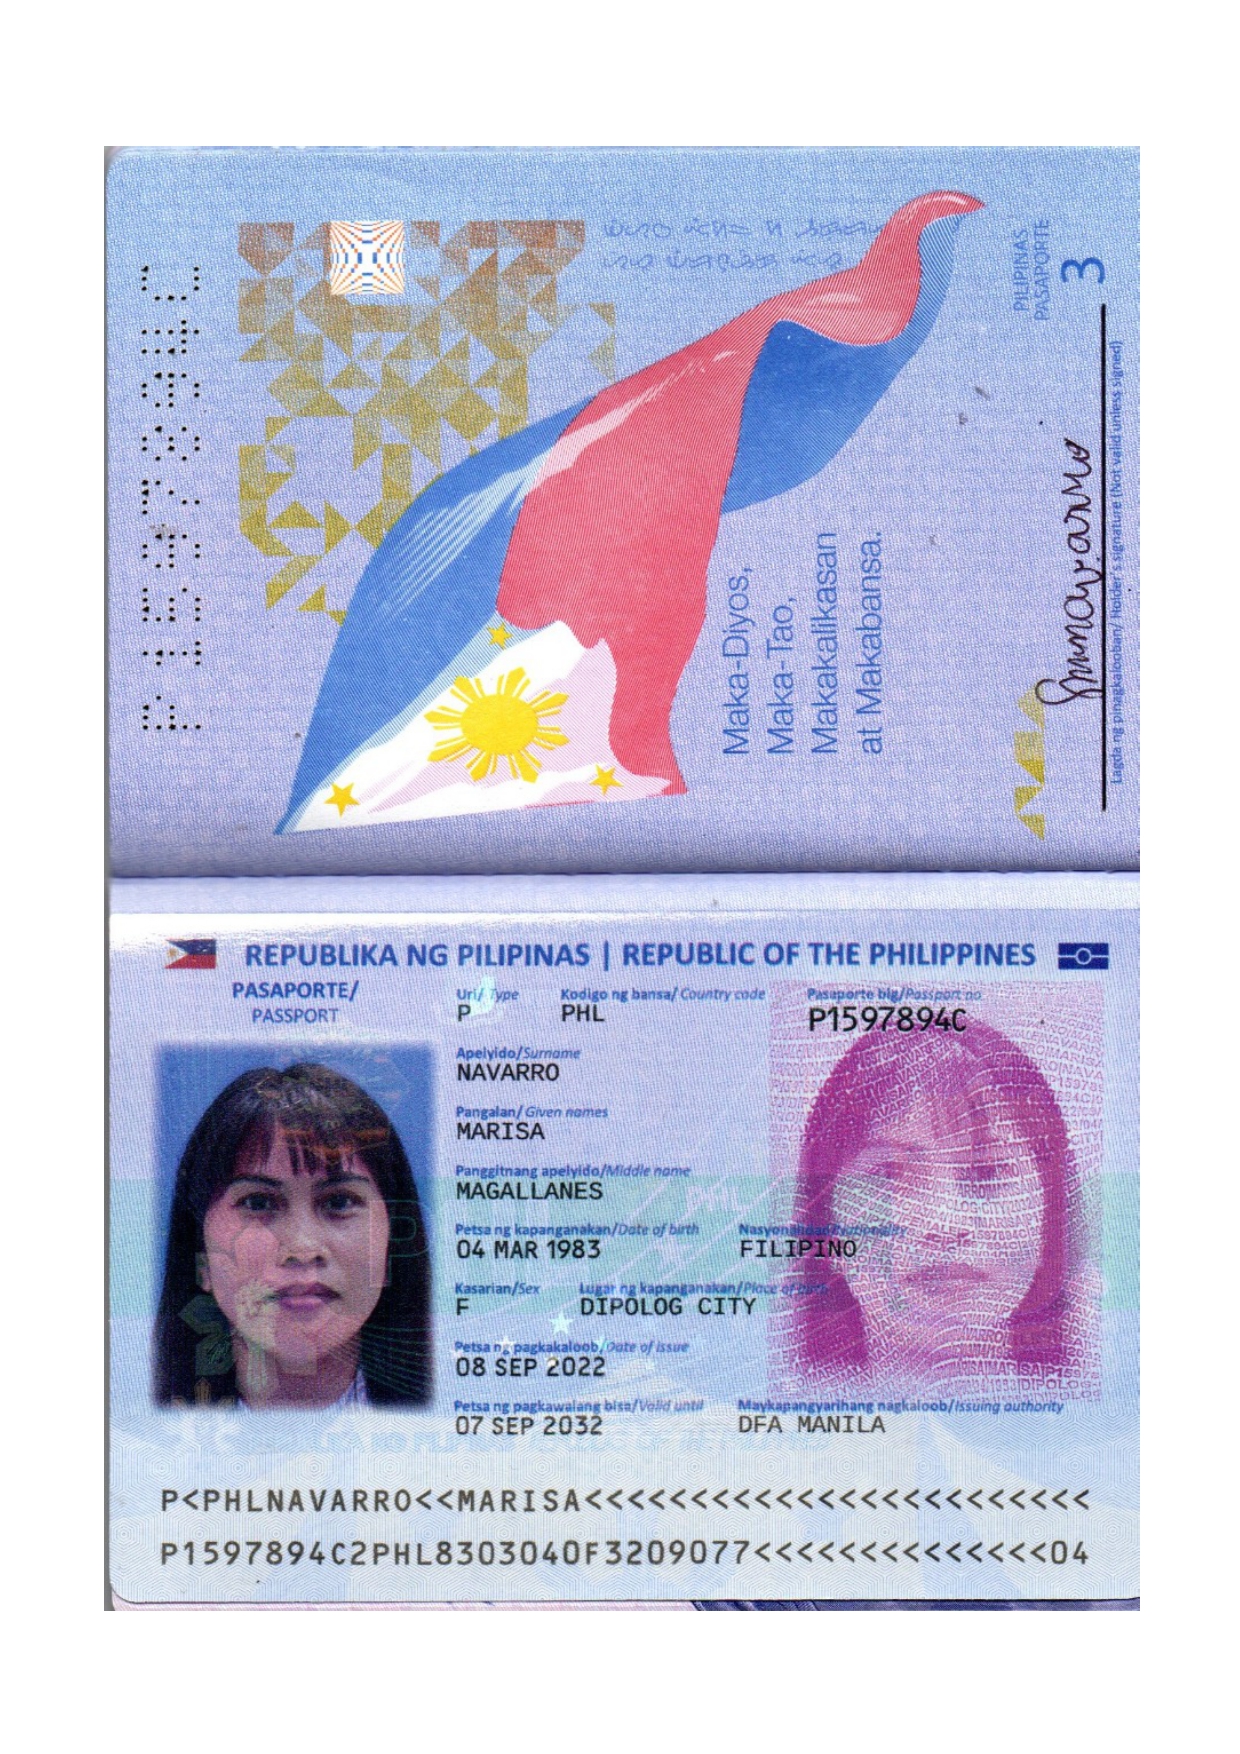 P1597894C
PILIPINAS
PASAPORTE
3
Maka-Diyos,
Maka-Tao,
Makakalikasan
at Makabansa.
Lagda ng pinagkalooban/ Holder's signature (Not valid unless signed)
REPUBLIKA NG PILIPINAS | REPUBLIC OF THE PHILIPPINES
PASAPORTE/
PASSPORT
Uri/ Type Kodigo ng bansa/ Country code Pasaporte blg/Passport no.
P PHL P1597894C
Apelyido/Surname
NAVARRO
Pangalan/ Given names
MARISA
Panggitnang apelyido/Middle name
MAGALLANES
Petsa ng kapanganakan/Date of birth Nasyonalidad/Nationality
04 MAR 1983 FILIPINO
Kasarian/Sex Lugar ng kapanganakan/Place of birth
F DIPOLOG CITY
Petsa ng pagkakaloob/Date of issue
08 SEP 2022
Petsa ng pagkawalang bisa/Valid until Maykapangyarihang nagkaloob/Issuing authority
07 SEP 2032 DFA MANILA
P<PHLNAVARRO<<MARISA<<<<<<<<<<<<<<<<<<<<<<<<
P1597894C2PHL8303040F3209077<<<<<<<<<<<<<<04